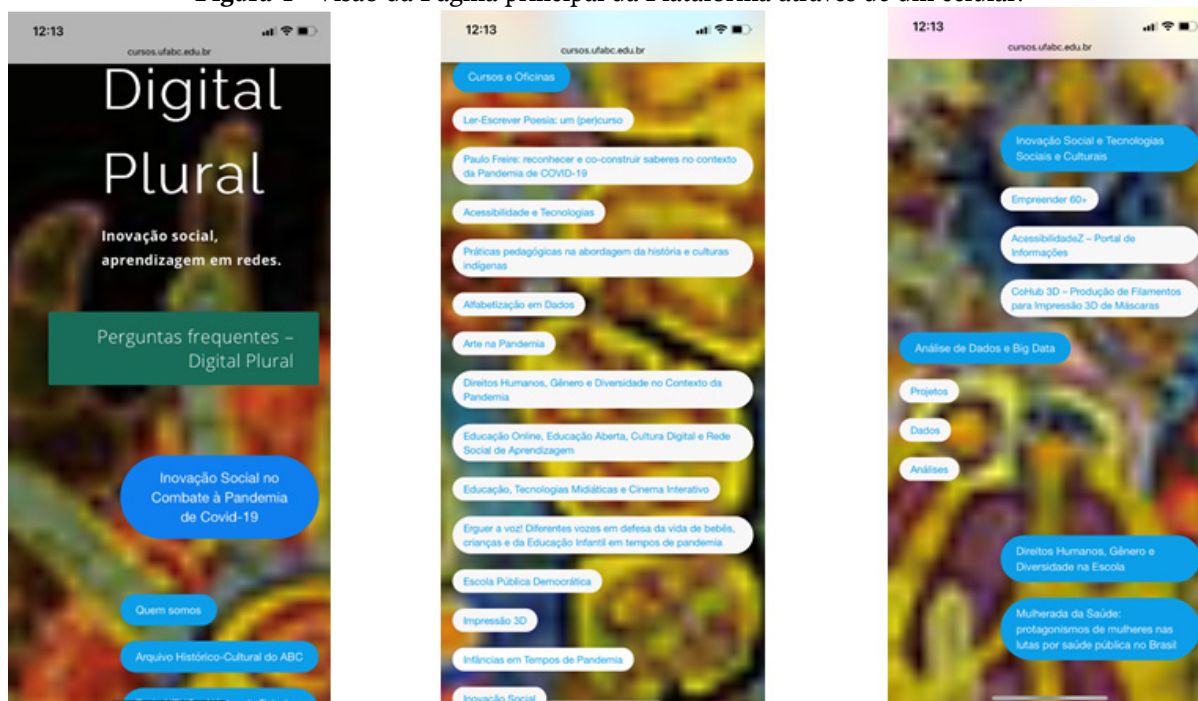 12:13
cursos.ufabc.edu.br
Digital
Plural
Inovação social,
aprendizagem em redes.
Perguntas frequentes –
Digital Plural
Inovação Social no
Combate à Pandemia
de Covid-19
Quem somos
Arquivo Histórico-Cultural do ABC
12:13
cursos.ufabc.edu.br
Cursos e Oficinas
Ler-Escrever Poesia: um (per)curso
Paulo Freire: reconhecer e co-construir saberes no contexto
da Pandemia de COVID-19
Acessibilidade e Tecnologias
Práticas pedagógicas na abordagem da história e culturas
indígenas
Alfabetização em Dados
Arte na Pandemia
Direitos Humanos, Gênero e Diversidade no Contexto da
Pandemia
Educação Online, Educação Aberta, Cultura Digital e Rede
Social de Aprendizagem
Educação, Tecnologias Midiáticas e Cinema Interativo
Erguer a voz! Diferentes vozes em defesa da vida de bebês,
crianças e da Educação Infantil em tempos de pandemia
Escola Pública Democrática
Impressão 3D
Infâncias em Tempos de Pandemia
Inovação Social
12:13
cursos.ufabc.edu.br
Inovação Social e Tecnologias
Sociais e Culturais
Empreender 60+
AcessibilidadeZ – Portal de
Informações
CoHub 3D – Produção de Filamentos
para Impressão 3D de Máscaras
Análise de Dados e Big Data
Projetos
Dados
Análises
Direitos Humanos, Gênero e
Diversidade na Escola
Mulherada da Saúde:
protagonismos de mulheres nas
lutas por saúde pública no Brasil